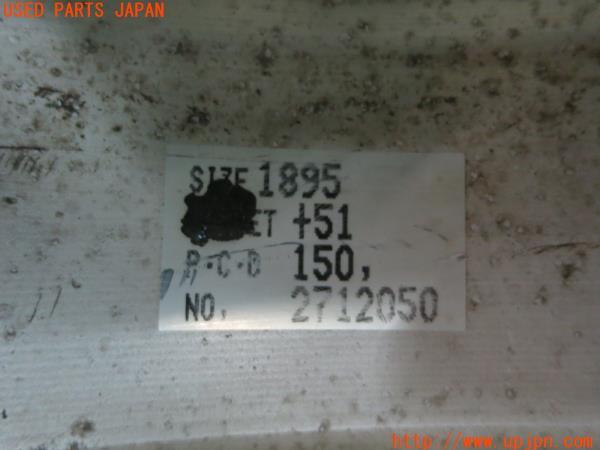 USED PARTS JAPAN
SIZE 1895
ET +51
P.C.D 150,
NO, 2712050
http://www.upjpn.com